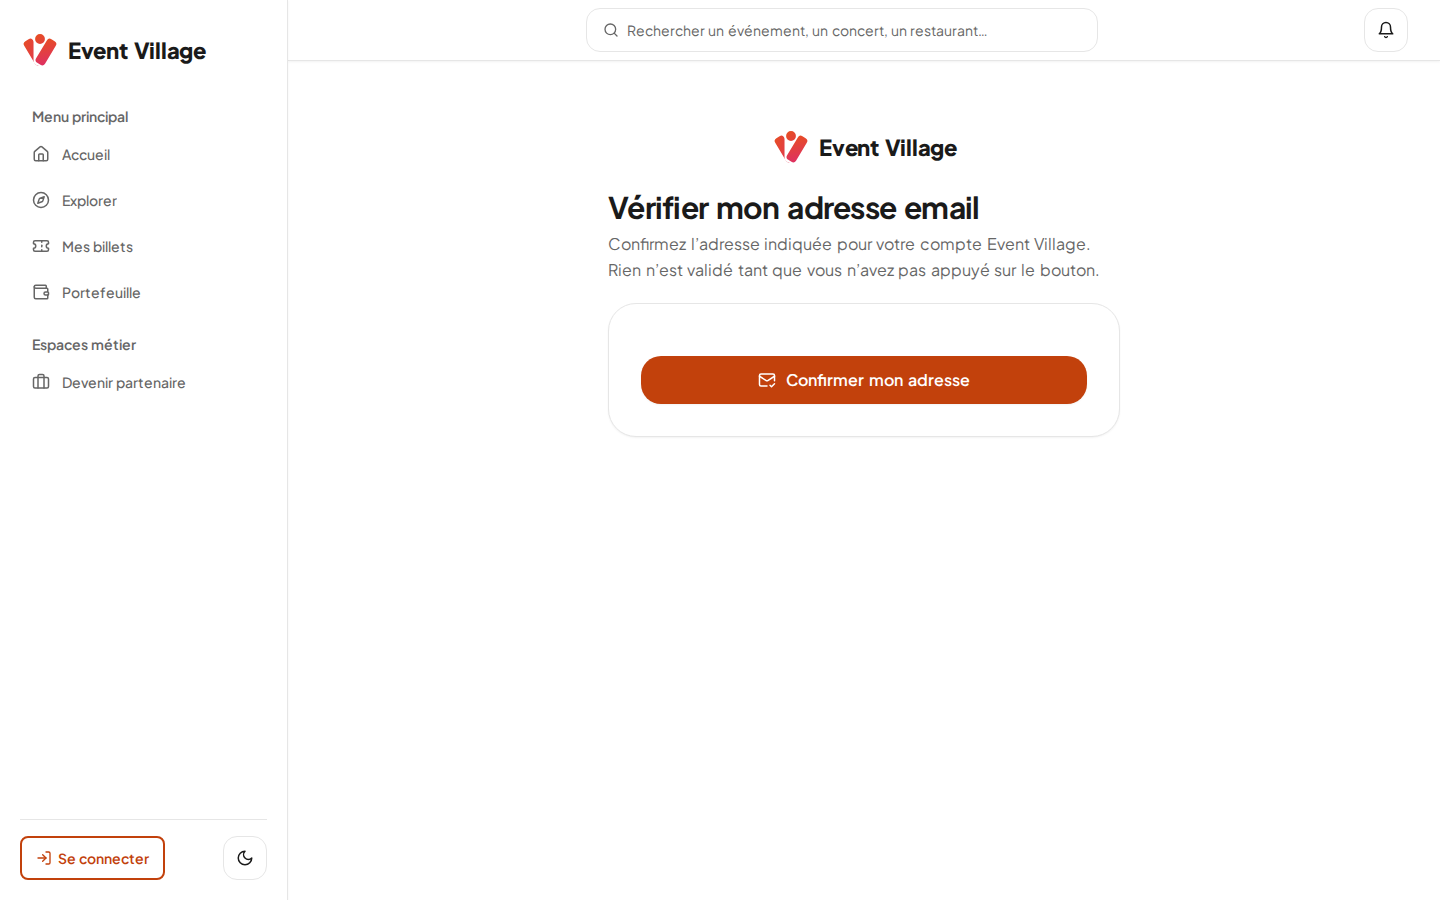 Event Village
Rechercher un événement, un concert, un restaurant...
Menu principal
Accueil
Explorer
Mes billets
Portefeuille
Espaces métier
Devenir partenaire
Se connecter
Event Village
Vérifier mon adresse email
Confirmez l’adresse indiquée pour votre compte Event Village.
Rien n’est validé tant que vous n’avez pas appuyé sur le bouton.
Confirmer mon adresse